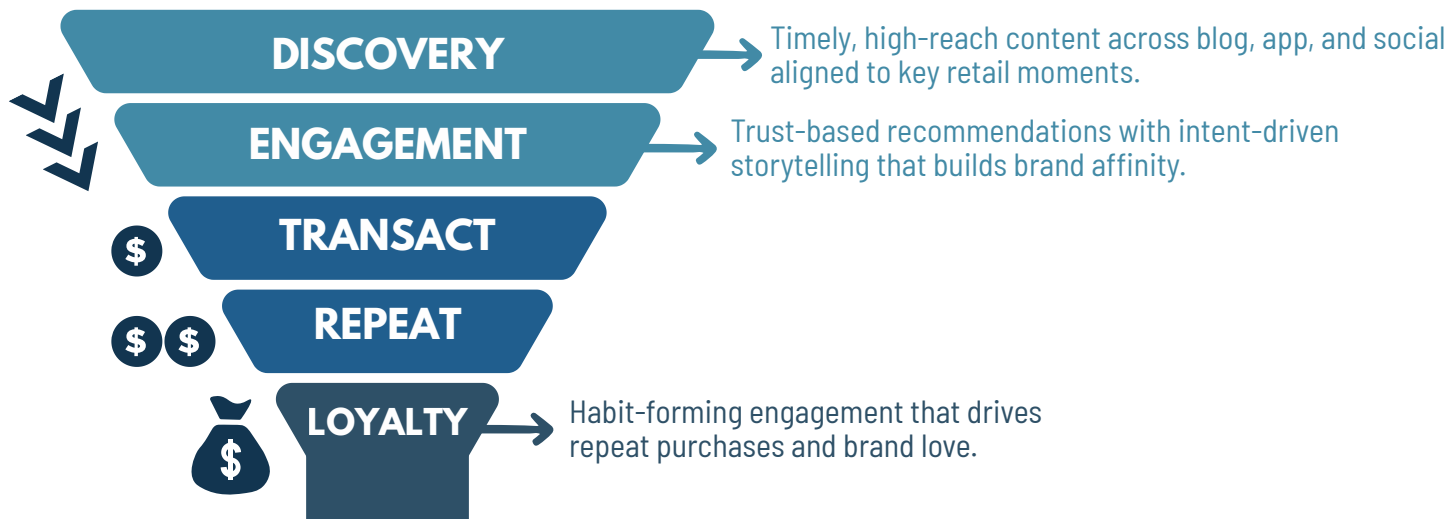 DISCOVERY
Timely, high-reach content across blog, app, and social
aligned to key retail moments.
ENGAGEMENT
Trust-based recommendations with intent-driven
storytelling that builds brand affinity.
TRANSACT
$
REPEAT
$ $
LOYALTY
Habit-forming engagement that drives
repeat purchases and brand love.
$